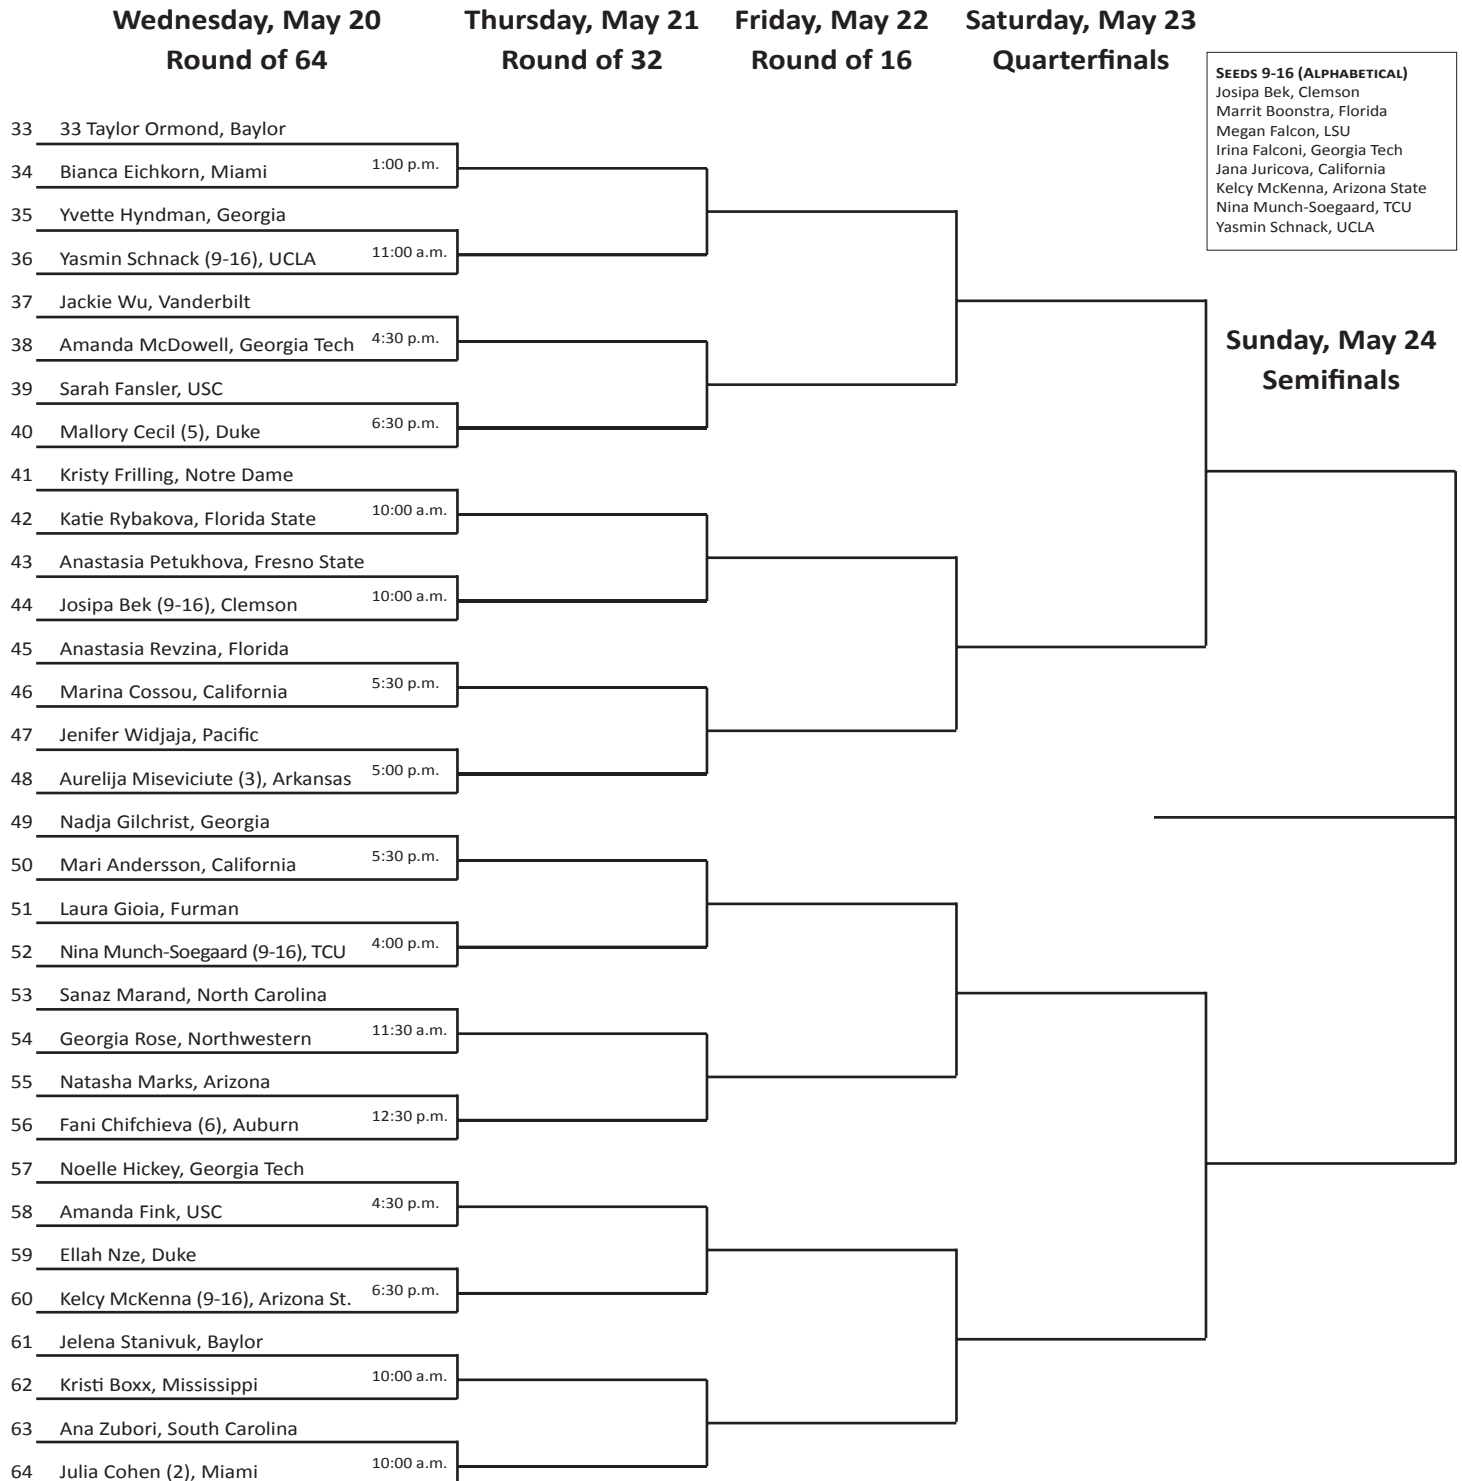 Wednesday, May 20
Round of 64
Thursday, May 21
Round of 32
Friday, May 22
Round of 16
Saturday, May 23
Quarterfinals
Seeds 9-16 (Alphabetical)
Josipa Bek, Clemson
Marrit Boonstra, Florida
Megan Falcon, LSU
Irina Falconi, Georgia Tech
Jana Juricova, California
Kelcy McKenna, Arizona State
Nina Munch-Soegaard, TCU
Yasmin Schnack, UCLA
33 33 Taylor Ormond, Baylor
1:00 p.m.
34 Bianca Eichkorn, Miami
35 Yvette Hyndman, Georgia
11:00 a.m.
36 Yasmin Schnack (9-16), UCLA
37 Jackie Wu, Vanderbilt
4:30 p.m.
38 Amanda McDowell, Georgia Tech
Sunday, May 24
Semifinals
39 Sarah Fansler, USC
6:30 p.m.
40 Mallory Cecil (5), Duke
41 Kristy Frilling, Notre Dame
10:00 a.m.
42 Katie Rybakova, Florida State
43 Anastasia Petukhova, Fresno State
10:00 a.m.
44 Josipa Bek (9-16), Clemson
45 Anastasia Revzina, Florida
5:30 p.m.
46 Marina Cossou, California
47 Jenifer Widjaja, Pacific
5:00 p.m.
48 Aurelija Miseviciute (3), Arkansas
49 Nadja Gilchrist, Georgia
5:30 p.m.
50 Mari Andersson, California
51 Laura Gioia, Furman
4:00 p.m.
52 Nina Munch-Soegaard (9-16), TCU
53 Sanaz Marand, North Carolina
11:30 a.m.
54 Georgia Rose, Northwestern
55 Natasha Marks, Arizona
12:30 p.m.
56 Fani Chifchieva (6), Auburn
57 Noelle Hickey, Georgia Tech
4:30 p.m.
58 Amanda Fink, USC
59 Ellah Nze, Duke
6:30 p.m.
60 Kelcy McKenna (9-16), Arizona St.
61 Jelena Stanivuk, Baylor
10:00 a.m.
62 Kristi Boxx, Mississippi
63 Ana Zubori, South Carolina
10:00 a.m.
64 Julia Cohen (2), Miami